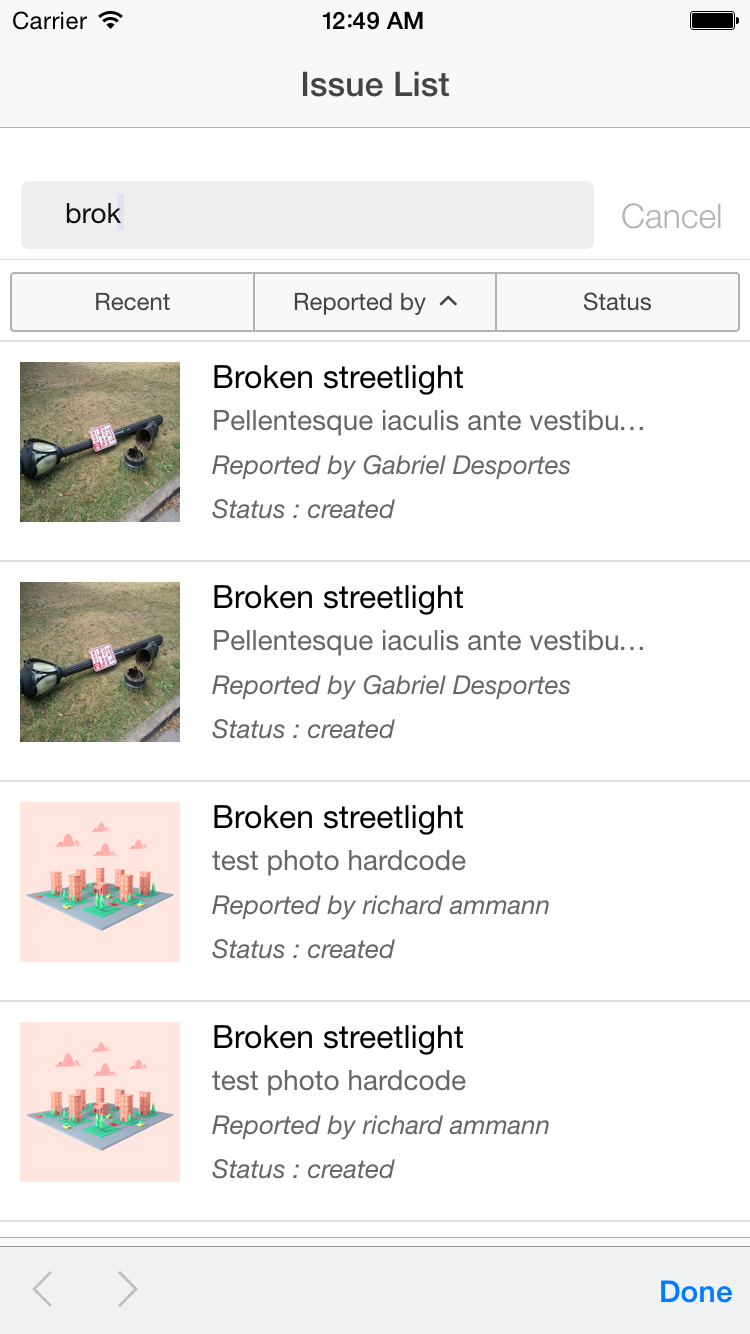 Carrier 12:49 AM
Issue List
brok Cancel
Recent Reported by Status
Broken streetlight
Pellentesque iaculis ante vestibu...
Reported by Gabriel Desportes
Status : created
Broken streetlight
Pellentesque iaculis ante vestibu...
Reported by Gabriel Desportes
Status : created
Broken streetlight
test photo hardcode
Reported by richard ammann
Status : created
Broken streetlight
test photo hardcode
Reported by richard ammann
Status : created
Done